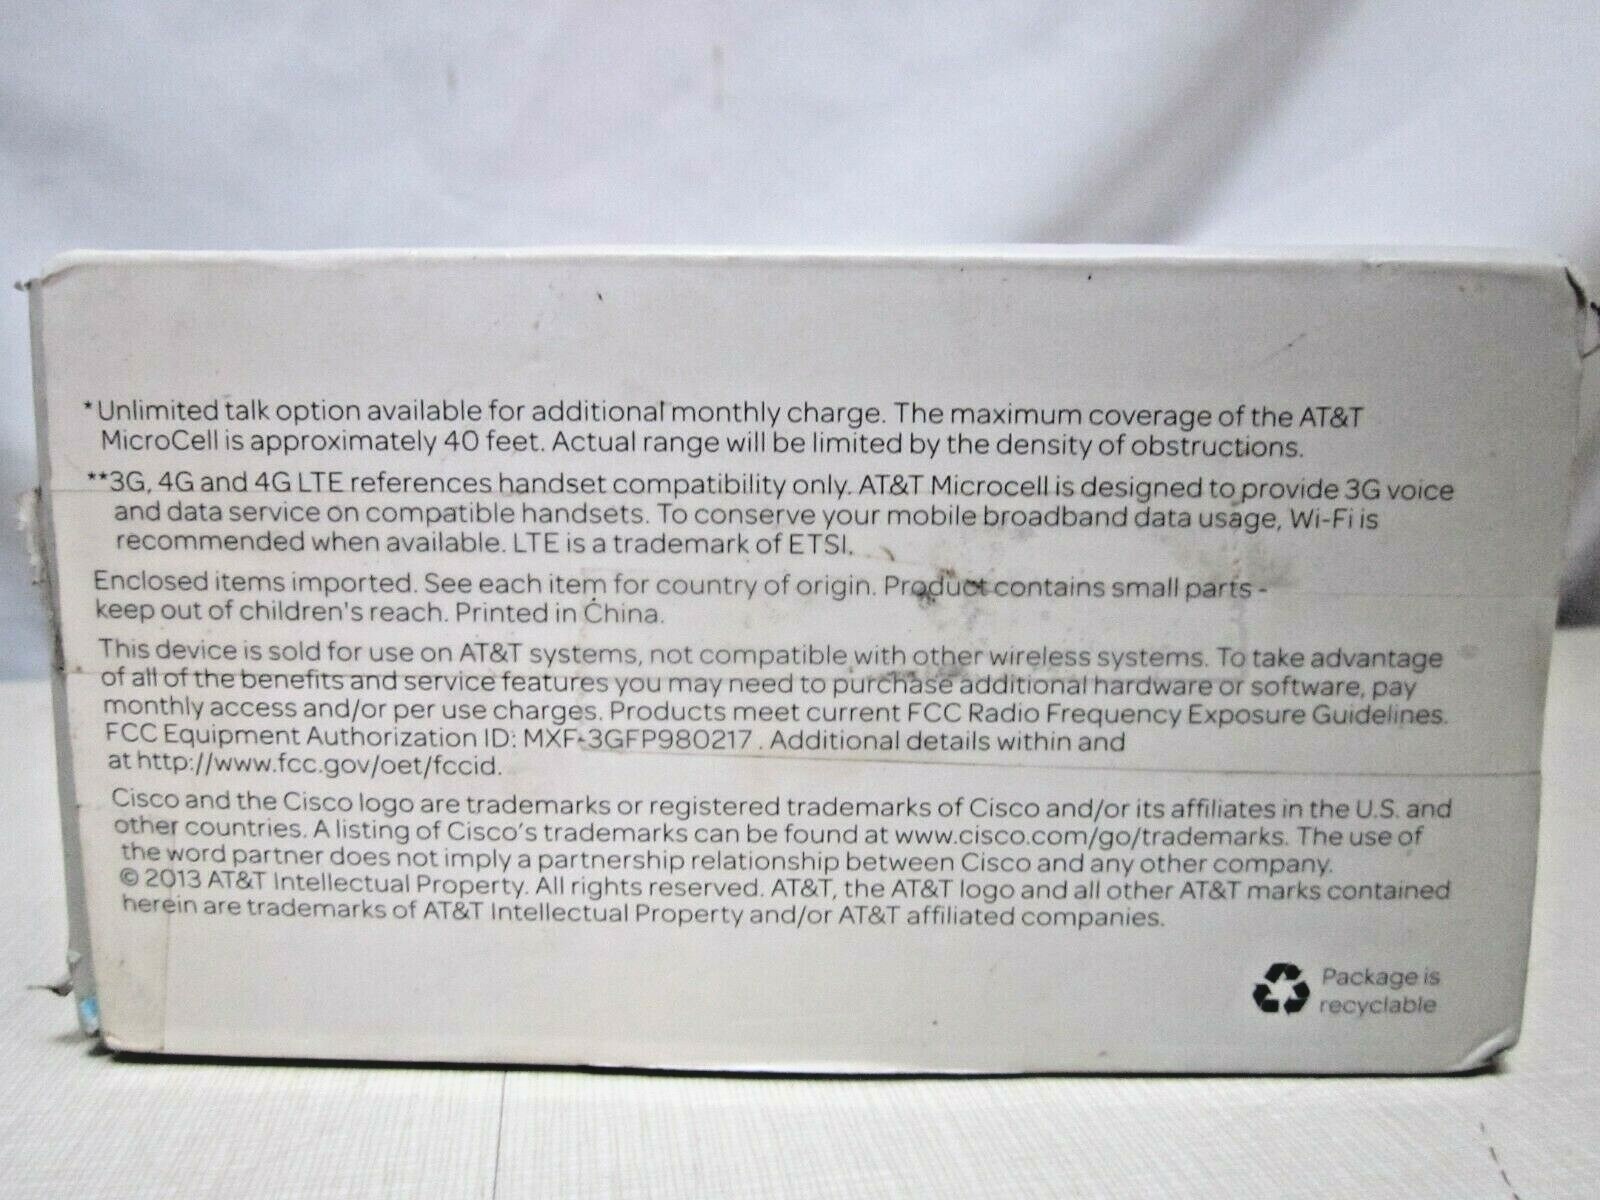 *Unlimited talk option available for additional monthly charge. The maximum coverage of the AT&T
MicroCell is approximately 40 feet. Actual range will be limited by the density of obstructions.
**3G, 4G and 4G LTE references handset compatibility only. AT&T Microcell is designed to provide 3G voice
and data service on compatible handsets. To conserve your mobile broadband data usage, Wi-Fi is
recommended when available. LTE is a trademark of ETSI.
Enclosed items imported. See each item for country of origin. Product contains small parts -
keep out of children's reach. Printed in China.
This device is sold for use on AT&T systems, not compatible with other wireless systems. To take advantage
of all of the benefits and service features you may need to purchase additional hardware or software, pay
monthly access and/or per use charges. Products meet current FCC Radio Frequency Exposure Guidelines.
FCC Equipment Authorization ID: MXF-3GFP980217 . Additional details within and
at http://www.fcc.gov/oet/fccid.
Cisco and the Cisco logo are trademarks or registered trademarks of Cisco and/or its affiliates in the U.S. and
other countries. A listing of Cisco's trademarks can be found at www.cisco.com/go/trademarks. The use of
the word partner does not imply a partnership relationship between Cisco and any other company.
© 2013 AT&T Intellectual Property. All rights reserved. AT&T, the AT&T logo and all other AT&T marks contained
herein are trademarks of AT&T Intellectual Property and/or AT&T affiliated companies.
Package is
recyclable